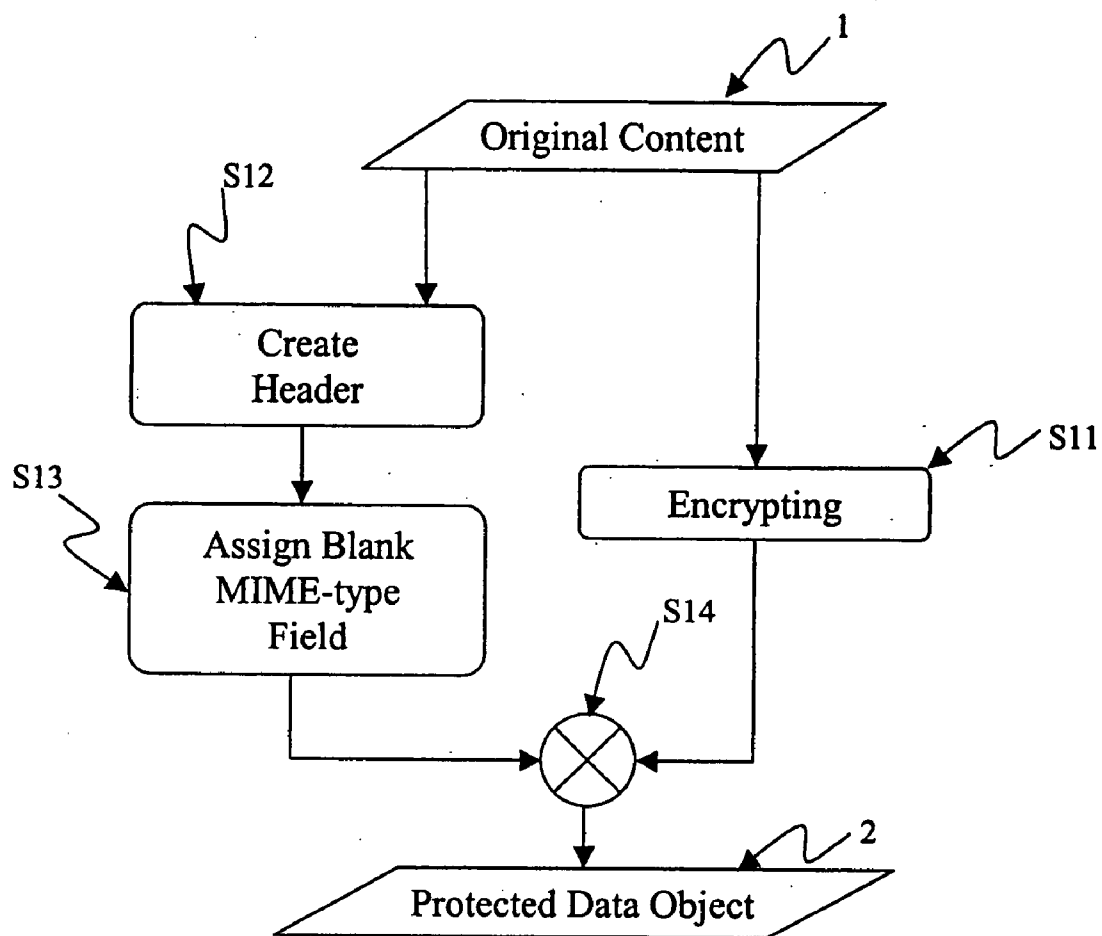 1
Original Content
S12
Create
Header
S11
Encrypting
S13
Assign Blank
MIME-type
Field
S14
2
Protected Data Object